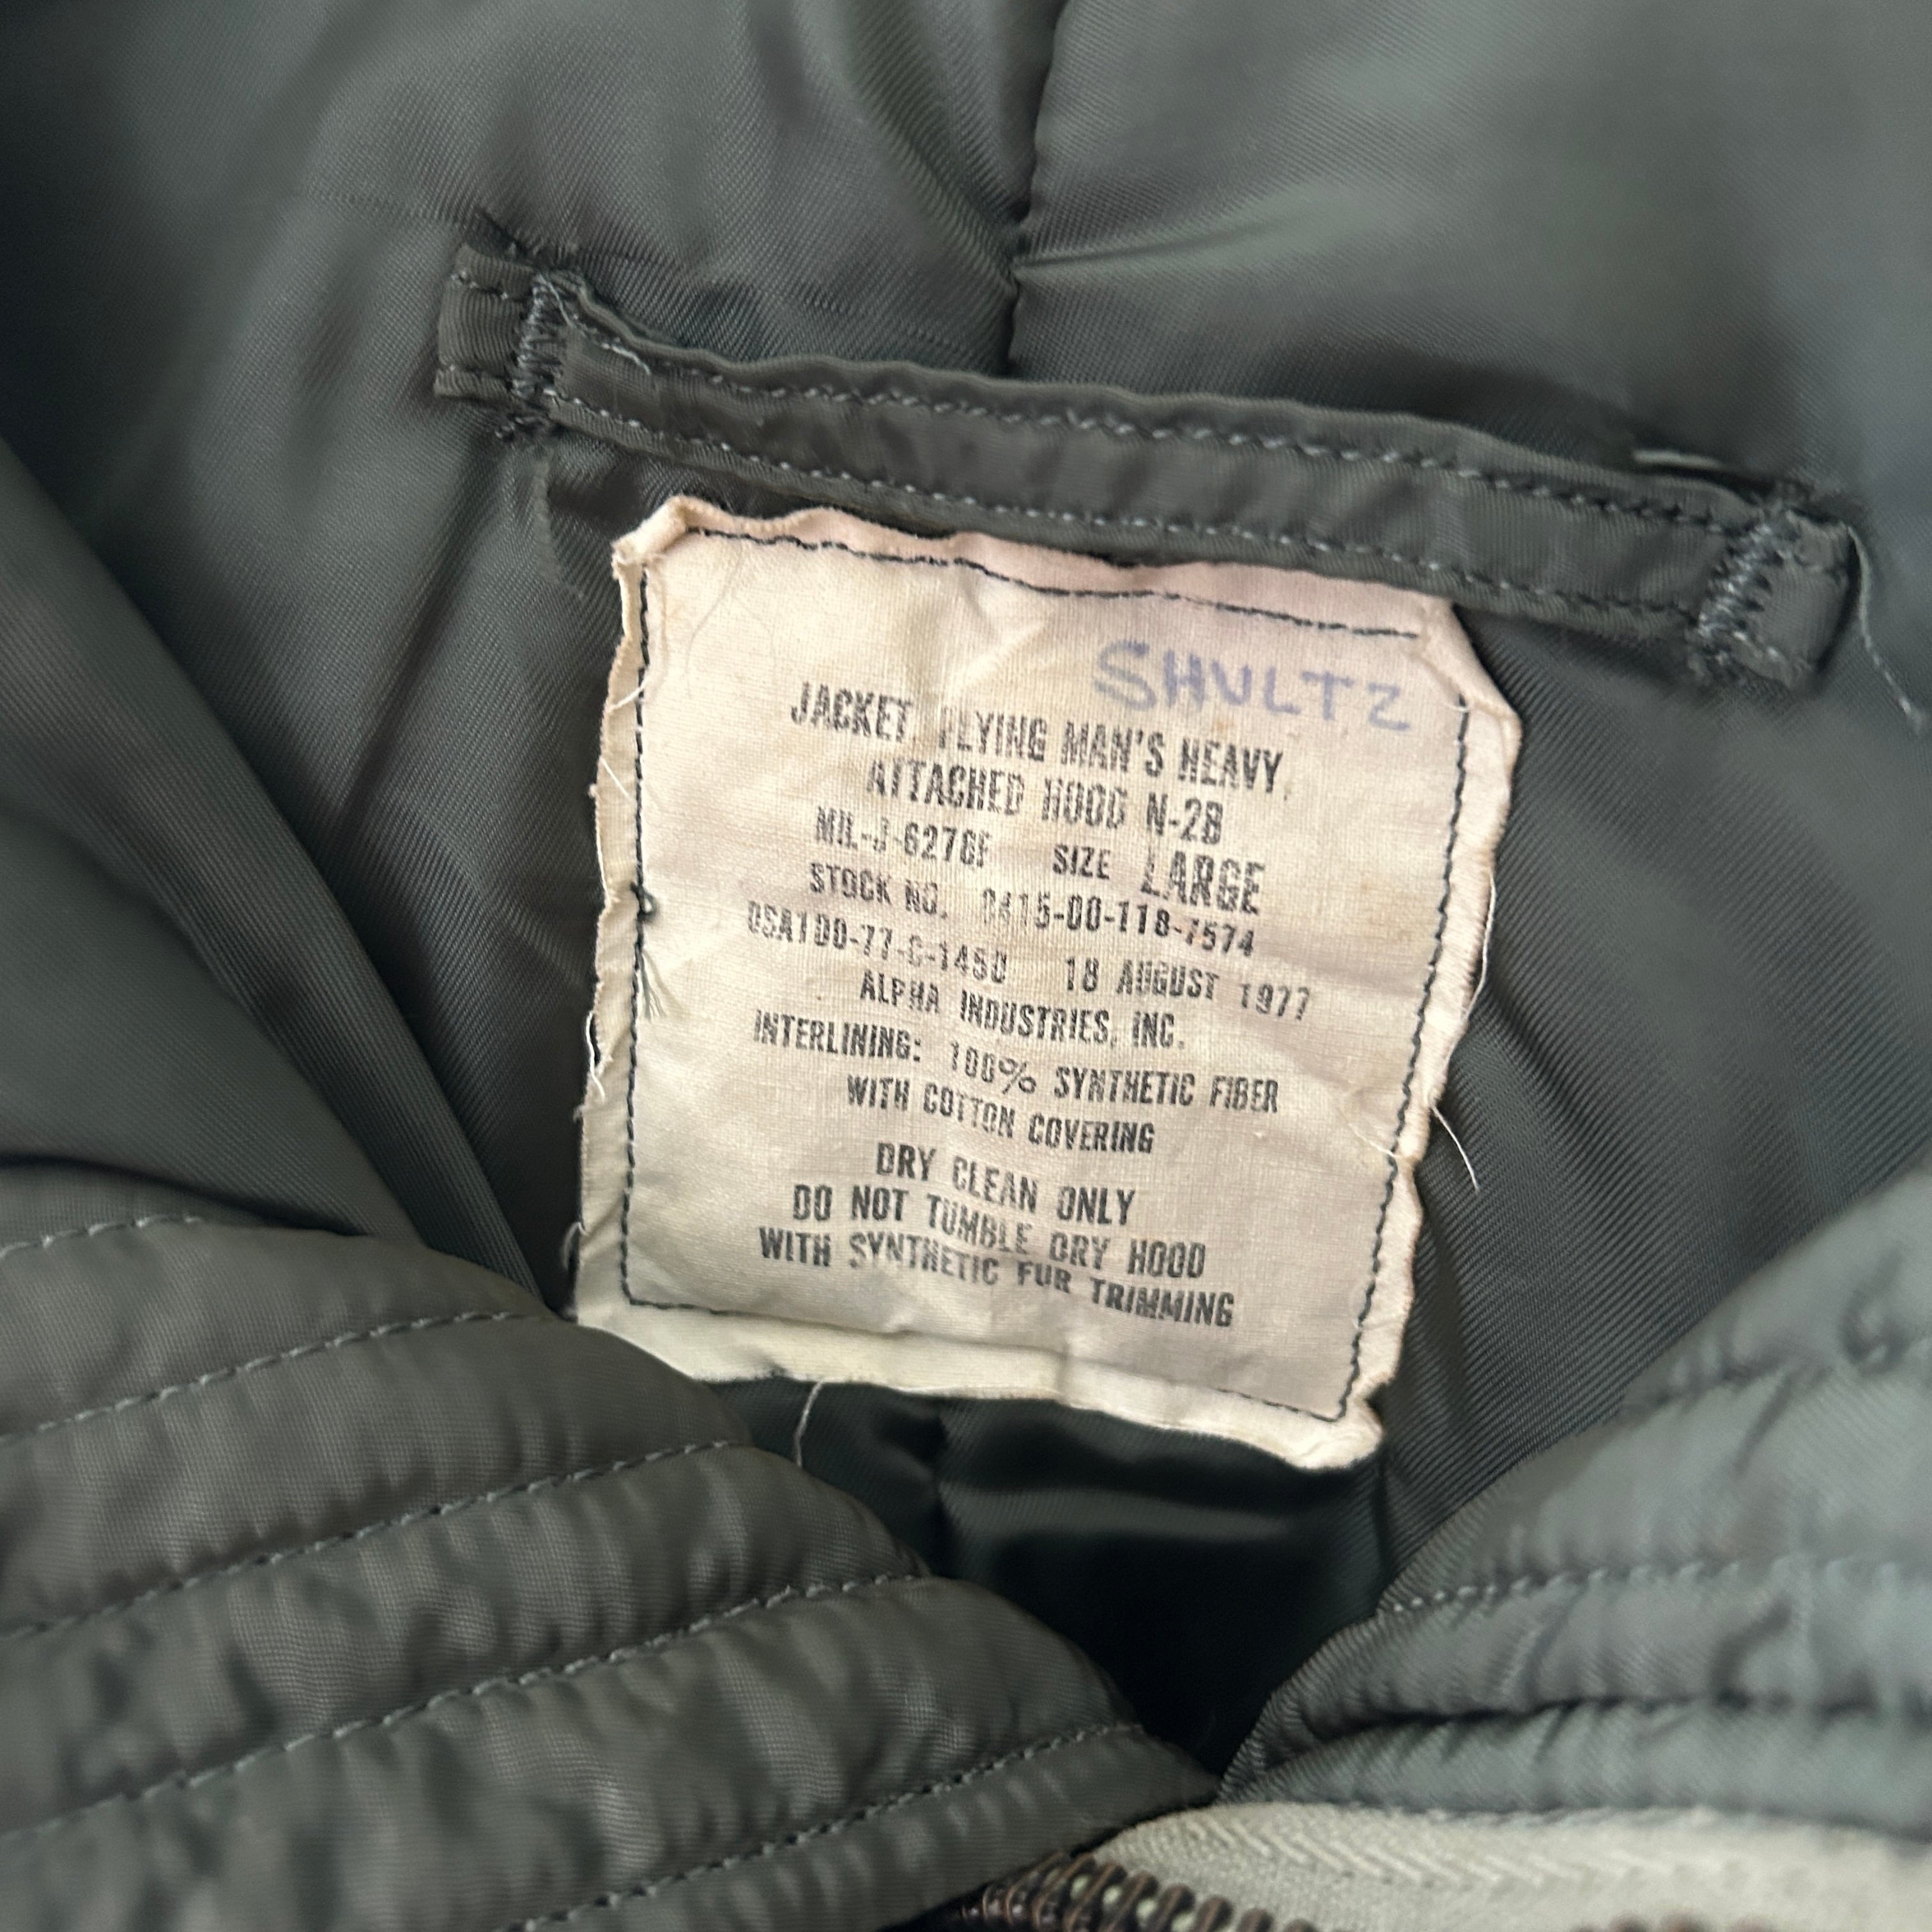 SHULTZ
JACKET, FLYING MAN'S HEAVY,
ATTACHED HOOD N-2B
MIL-J-6278F SIZE LARGE
STOCK NO. 8415-00-118-7574
DSA100-77-C-1460 18 AUGUST 1977
ALPHA INDUSTRIES, INC.
INTERLINING: 100% SYNTHETIC FIBER
WITH COTTON COVERING
DRY CLEAN ONLY
DO NOT TUMBLE DRY HOOD
WITH SYNTHETIC FUR TRIMMING